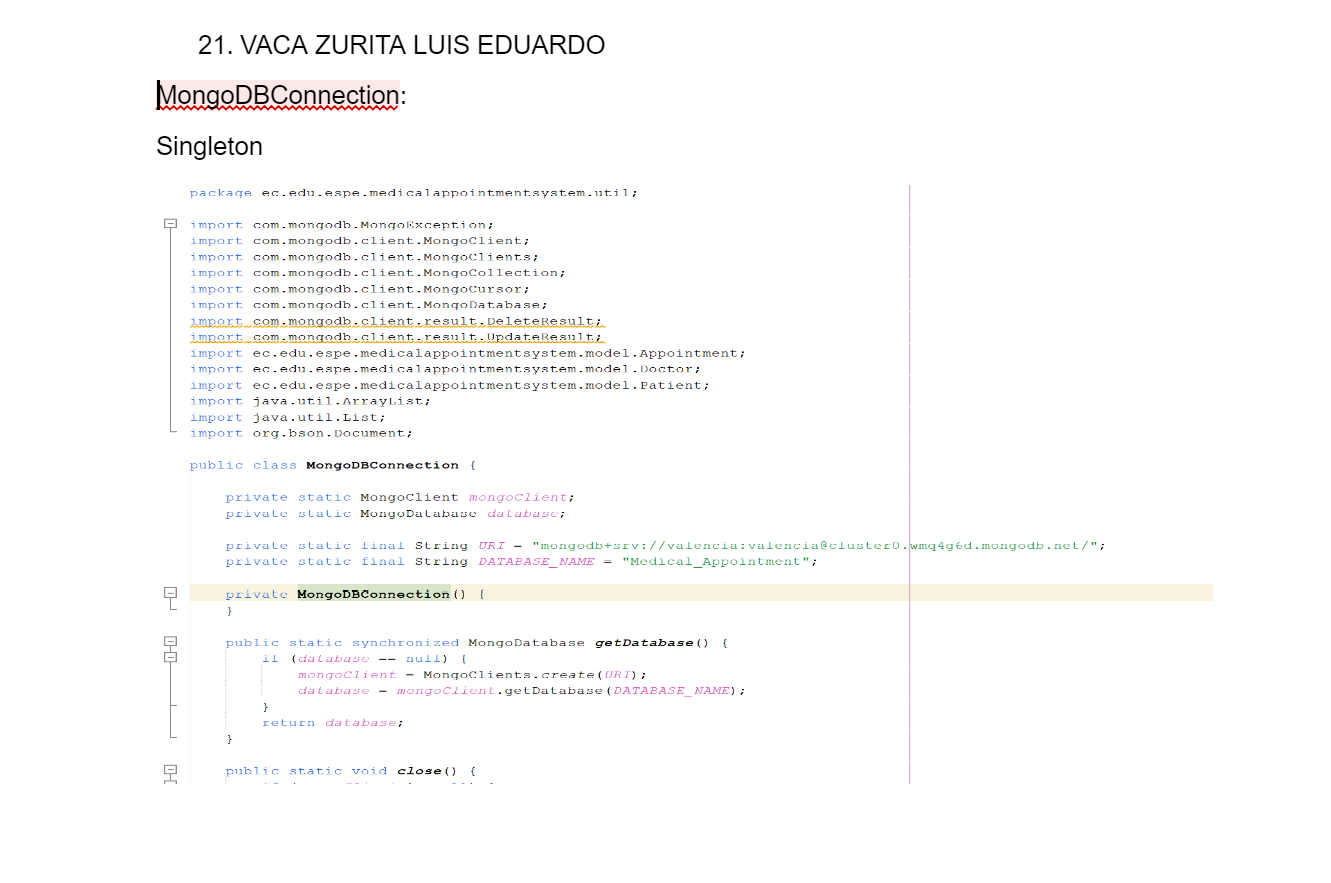 21. VACA ZURITA LUIS EDUARDO
MongoDBConnection:
Singleton
package ec.edu.espe.medicalappointmentsystem.util;
import com.mongodb.MongoException;
import com.mongodb.client.MongoClient;
import com.mongodb.client.MongoClients;
import com.mongodb.client.MongoCollection;
import com.mongodb.client.MongoCursor;
import com.mongodb.client.MongoDatabase;
import com.mongodb.client.result.DeleteResult;
import com.mongodb.client.result.UpdateResult;
import ec.edu.espe.medicalappointmentsystem.model.Appointment;
import ec.edu.espe.medicalappointmentsystem.model.Doctor;
import ec.edu.espe.medicalappointmentsystem.model.Patient;
import java.util.ArrayList;
import java.util.List;
import org.bson.Document;
public class MongoDBConnection {
private static MongoClient mongoClient;
private static MongoDatabase database;
private static final String URI = "mongodb+srv://valencia:valencia@cluster0.wmq4g6d.mongodb.net/";
private static final String DATABASE_NAME = "Medical_Appointment";
private MongoDBConnection() {
}
public static synchronized MongoDatabase getDatabase() {
if (database == null) {
mongoClient = MongoClients.create(URI);
database = mongoClient.getDatabase(DATABASE_NAME);
}
return database;
}
public static void close() {